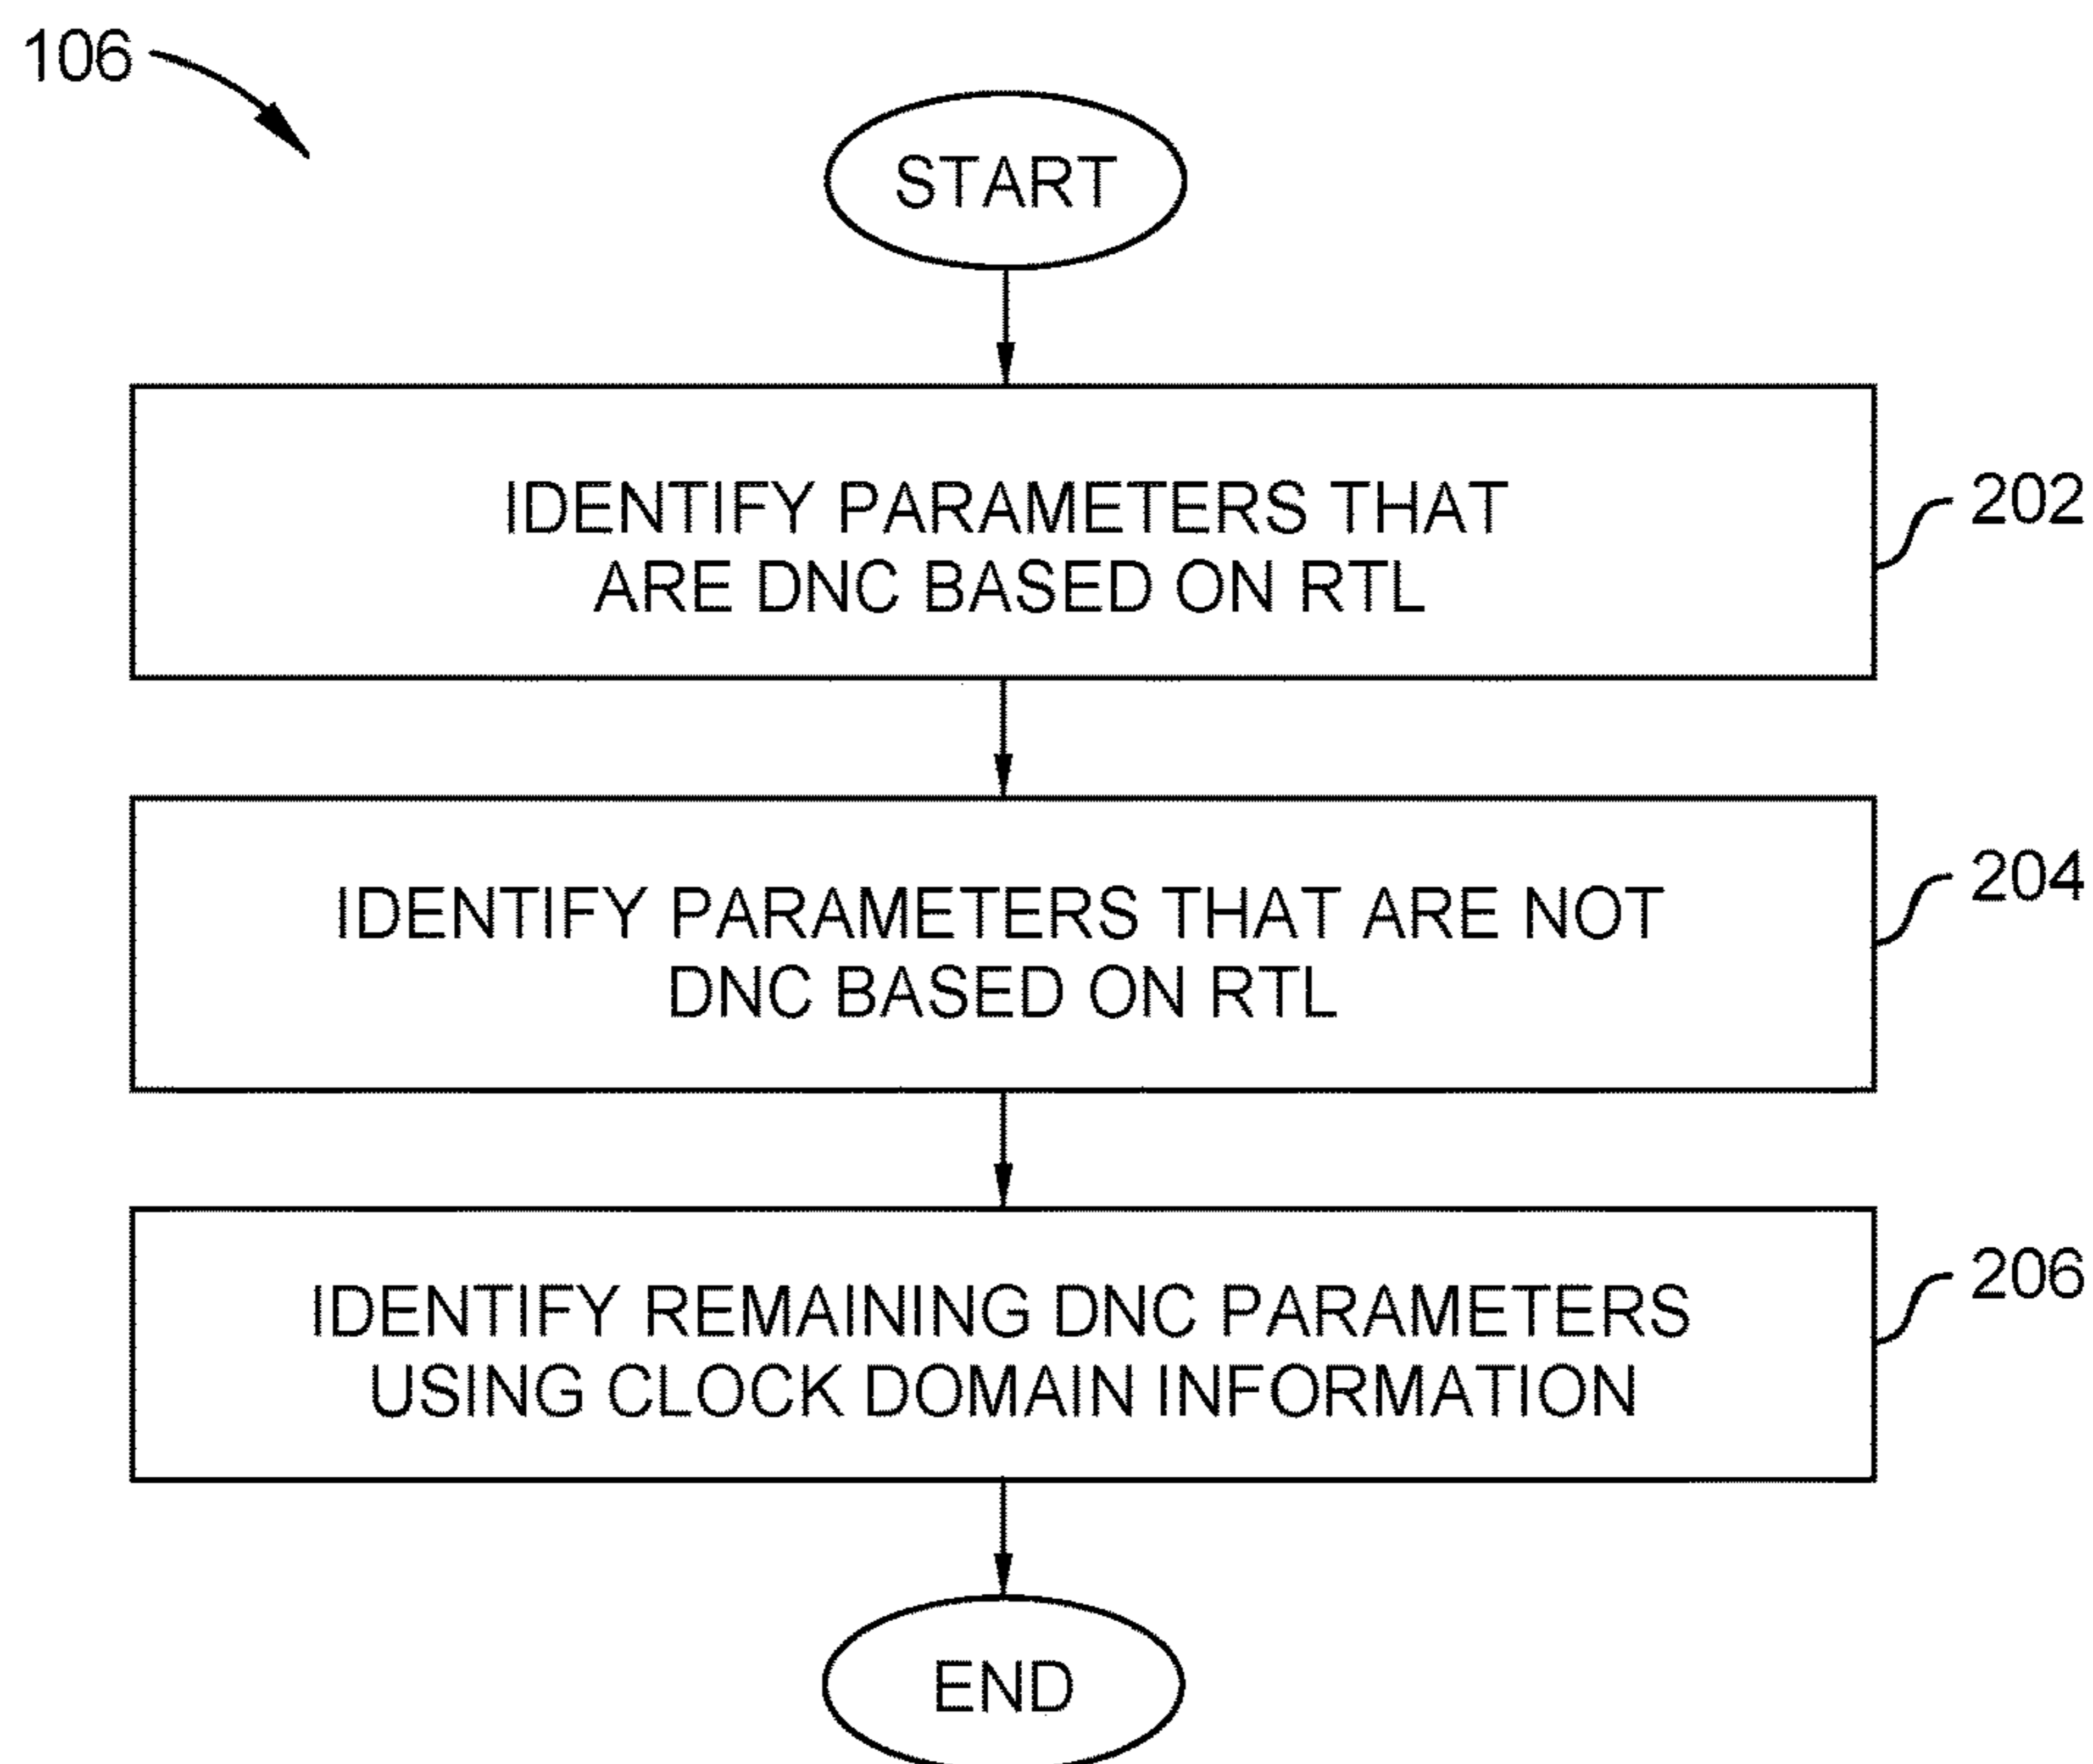 106
START
IDENTIFY PARAMETERS THAT
ARE DNC BASED ON RTL
202
IDENTIFY PARAMETERS THAT ARE NOT
DNC BASED ON RTL
204
IDENTIFY REMAINING DNC PARAMETERS
USING CLOCK DOMAIN INFORMATION
206
END